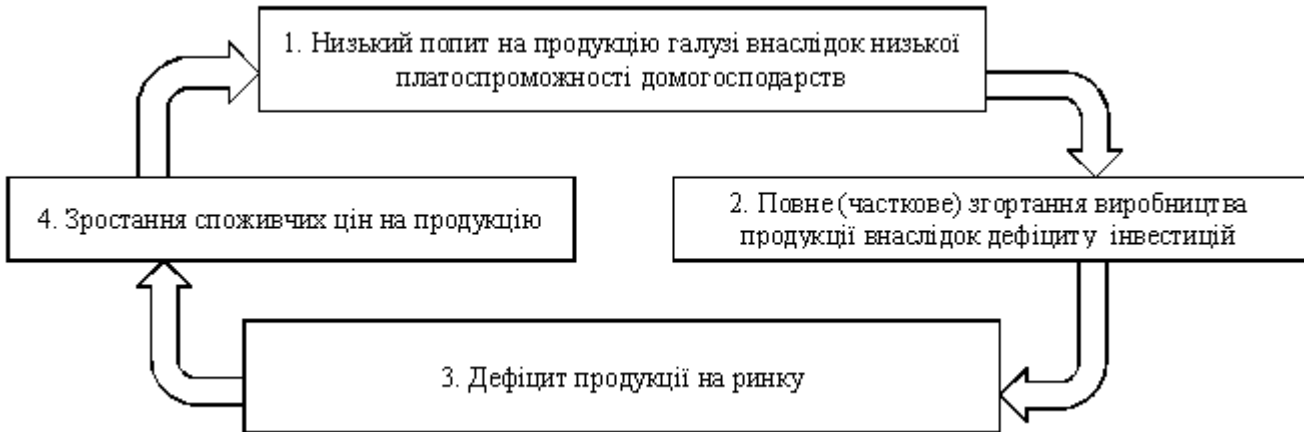 1. Низький попит на продукцію галузі внаслідок низької
платоспроможності домогосподарств
2. Повне (часткове) згортання виробництва
продукції внаслідок дефіциту інвестицій
3. Дефіцит продукції на ринку
4. Зростання споживчих цін на продукцію